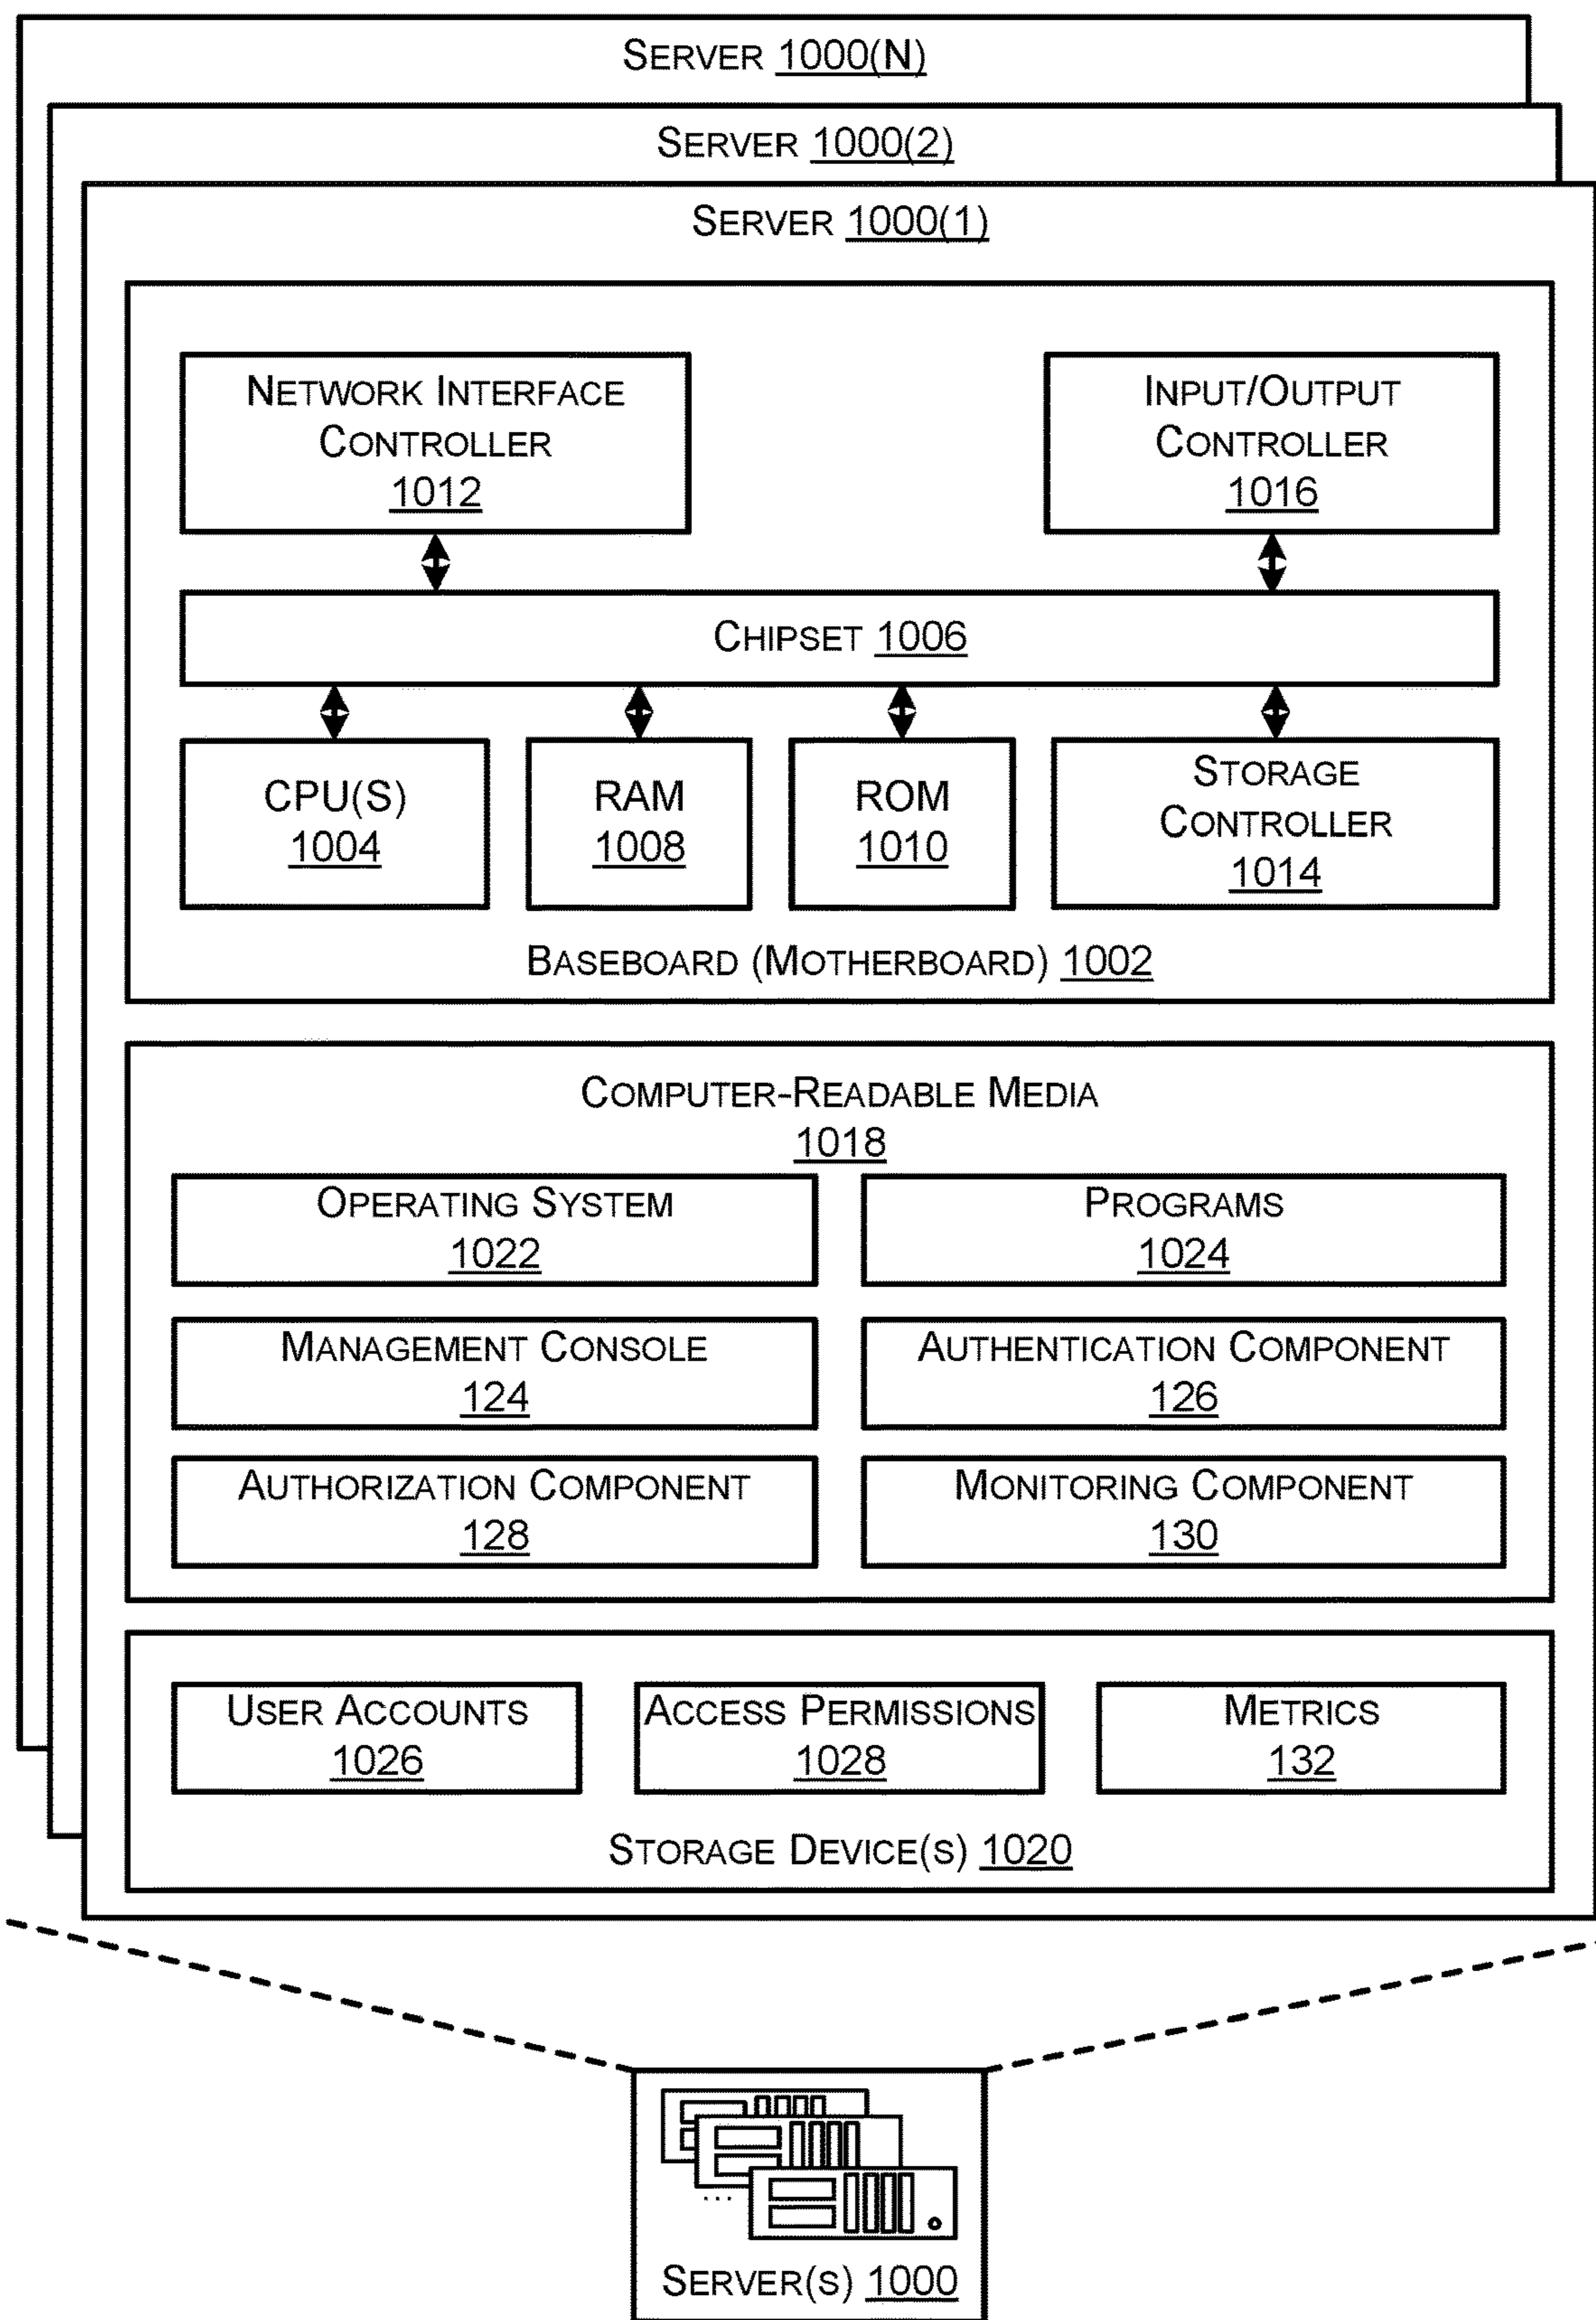 SERVER 1000(N)
SERVER 1000(2)
SERVER 1000(1)
NETWORK INTERFACE
CONTROLLER
1012
INPUT/OUTPUT
CONTROLLER
1016
CHIPSET 1006
CPU(S)
1004
RAM
1008
ROM
1010
STORAGE
CONTROLLER
1014
BASEBOARD (MOTHERBOARD) 1002
COMPUTER-READABLE MEDIA
1018
OPERATING SYSTEM
1022
PROGRAMS
1024
MANAGEMENT CONSOLE
124
AUTHENTICATION COMPONENT
126
AUTHORIZATION COMPONENT
128
MONITORING COMPONENT
130
USER ACCOUNTS
1026
ACCESS PERMISSIONS
1028
METRICS
132
STORAGE DEVICE(S) 1020
...
SERVER(S) 1000